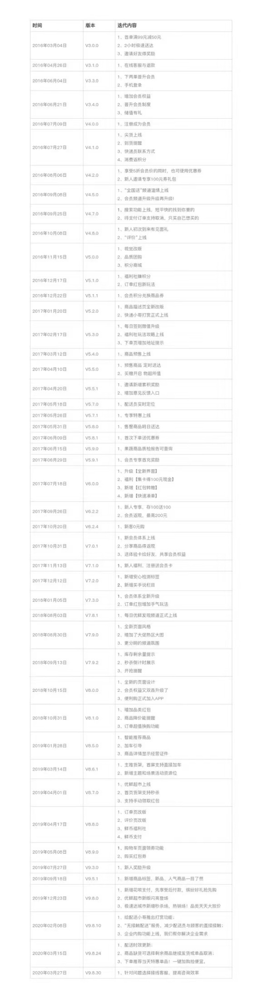 时间 版本 迭代内容
2016年03月04日 V3.0.0 1、首单满99元减50元
2、2小时极速送达
3、邀请好友得奖励
2016年04月26日 V3.1.0 1、在线客服与退款
2016年06月04日 V3.3.0 1、下两单晋升会员
2、手机登录
2016年06月21日 V3.4.0 1、增加会员权益
2、晋升会员制度
3、储值有礼
2016年07月09日 V4.0.0 1、注册成为会员
2016年07月27日 V4.1.0 1、尖货上线
2、到货提醒
3、快递员联系方式
4、消费返积分
2016年08月06日 V4.2.0 1、享受5折会员价的同时，也可使用优惠券
2、新人邀请专享100元券礼包
2016年09月08日 V4.5.0 1、“全国送”频道温情上线
2、会员频道升级升级再升级!
2016年09月25日 V4.7.0 1、搜索功能上线，短平快的找到你要的
2、待支付订单支持取消，只买自己想买的
2016年10月08日 V4.8.0 1、新人初次到来有见面礼
2、“评价”上线
2016年11月15日 V5.0.0 1、视觉改版
2、品质团购
3、积分商城
2016年12月17日 V5.1.0 1、福利社赚积分
2、订单红包新玩法
2016年12月22日 V5.1.1 1、会员积分兑换商品券
2017年01月20日 V5.2.0 1、商品描述页全新改版
2、快递小哥打赏正式上线
2017年02月17日 V5.3.0 1、每日签到颜值升级
2、福利社玩法攻略上线
3、下单页增加地址提示
2017年03月12日 V5.4.0 1、商品预售上线
2017年04月10日 V5.5.0 1、预售商品 定时送达
2、买赠开启 物超所值
2017年04月20日 V5.5.1 1、邀请新增累积奖励
2、增加意见反馈入口
2017年05月18日 V5.7.0 1、配送员实时定位
2017年05月26日 V5.7.1 1、专享特惠上线
2017年05月31日 V5.8.0 1、售罄商品明日送达
2017年06月09日 V5.8.1 1、首次下单送优惠券
2017年06月15日 V5.9.0 1、果蔬商品质检报告可查询
2017年06月29日 V5.9.1 1、会员专享首充奖励
2017年07月18日 V6.0.0 1、升级【全新界面】
2、福利【集卡得100元现金】
3、新增【红包转赠】
4、新增【快速凑单】
2017年09月26日 V6.2.2 1、新人专享，存100送100
2、会员返现，最高200元
2017年10月20日 V6.2.4 1、新客0元购
2017年10月31日 V7.0.1 1、新会员体系上线
2、分享商品得返现
3、送体验卡给好友，共享会员权益
2017年11月13日 V7.1.0 1、新人福利，注册送会员卡
2017年12月12日 V7.2.0 1、新增安心检测标签
2、新增买手说栏目
2018年01月05日 V7.3.0 1、会员体系全新升级
2、订单红包增加手气玩法
2018年08月03日 V7.8.1 1、每日优鲜发现频道正式上线
2018年08月30日 V7.9.0 1、全新页面风格
2、增加了大促热区大图
3、更分明的频道氛围
2018年09月13日 V7.9.2 1、库存剩余量提示
2、秒杀倒计时展示
3、开抢提醒
2018年10月15日 V8.0.0 1、全新的页面设计
2、会员权益又双叒升级了
3、便利购正式加入APP
2018年10月31日 V8.1.0 1、增加品类红包
2、商品降价能提醒
3、订单超值换购功能
2019年01月28日 V8.5.0 1、智能推荐商品
2、加车引导
3、商品详情显示经营证件
2019年03月14日 V8.6.1 1、主推货架，首屏支持直接加车
2、新增主题和场景活动资源位
2019年04月01日 V8.7.0 1、优鲜超市上线
2、首页货架支持秒杀
3、支持手动领取红包
2019年04月17日 V8.8.0 1、订单页改版
2、评价页改版
3、鲜币福利社
4、鲜币支付
2019年05月08日 V8.9.0 1、购物车页面领券功能
2、购买红包券
2019年07月27日 V9.3.0 1、新人奖励升级
2019年09月18日 V9.5.1 1、新增商品标签，新品、人气商品一目了然
2019年12月23日 V9.8.0 1、新增花呗支付，先享受后付款，缤纷好礼抢先购
2、优鲜超市新版闪亮登场
3、极速达城市新增秒杀场，热销场！品类天天大放价
2020年02月08日 V9.8.10 1、给配送小哥推出打赏功能；
2、“无接触配送”服务，减少配送员与顾客的直接接触；
3、企业内购功能上线，我们帮你解决企业需求
2020年03月15日 V9.8.24 1、配送时效更新；
2、商品缺货可选择剩余商品继续发货或单品取消；
3、下单推荐当天特惠单品！一键加购捡便宜。
2020年03月27日 V9.8.30 1、针对问题选择接线客服，提高咨询效率